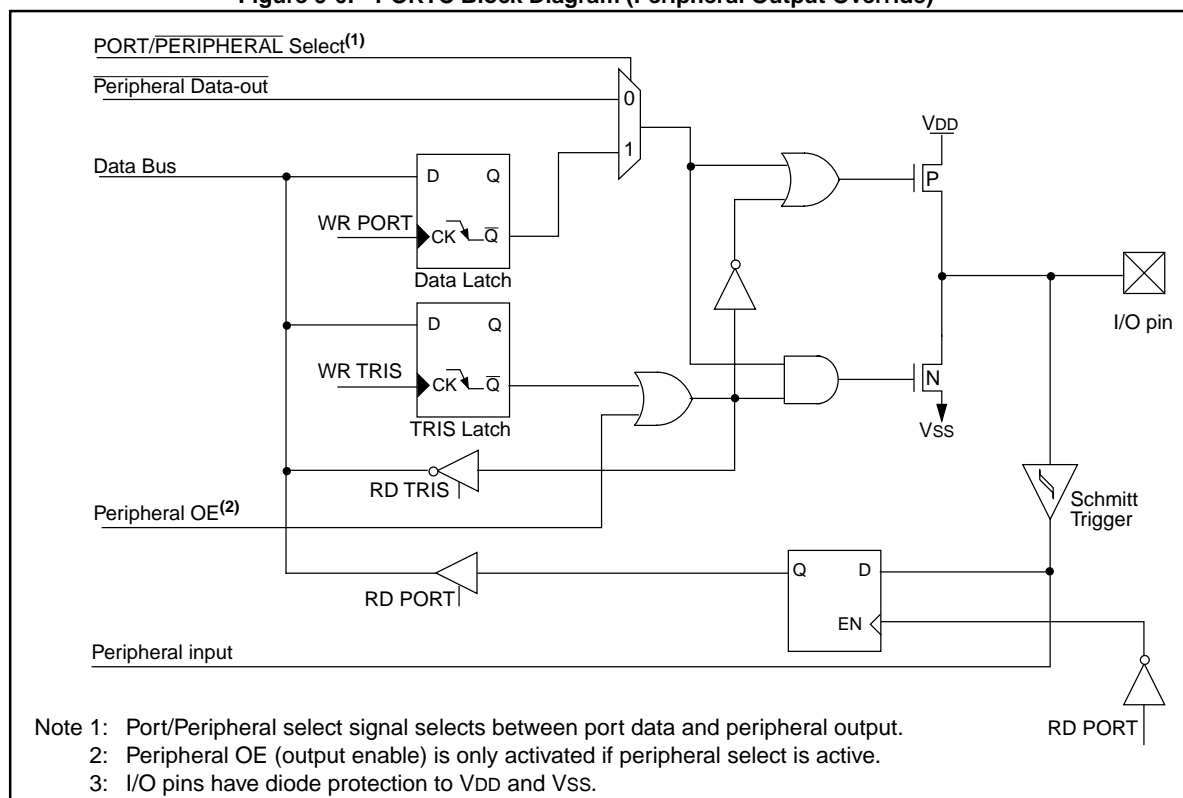 PORT/PERIPHERAL Select(1)
Peripheral Data-out
0
1
VDD
P
Data Bus
D Q
WR PORT
CK Q
Data Latch
D Q
WR TRIS
CK Q
TRIS Latch
I/O pin
N
VSS
RD TRIS
Schmitt
Trigger
Peripheral OE(2)
Q D
EN
RD PORT
Peripheral input
RD PORT
Note 1: Port/Peripheral select signal selects between port data and peripheral output.
2: Peripheral OE (output enable) is only activated if peripheral select is active.
3: I/O pins have diode protection to VDD and VSS.